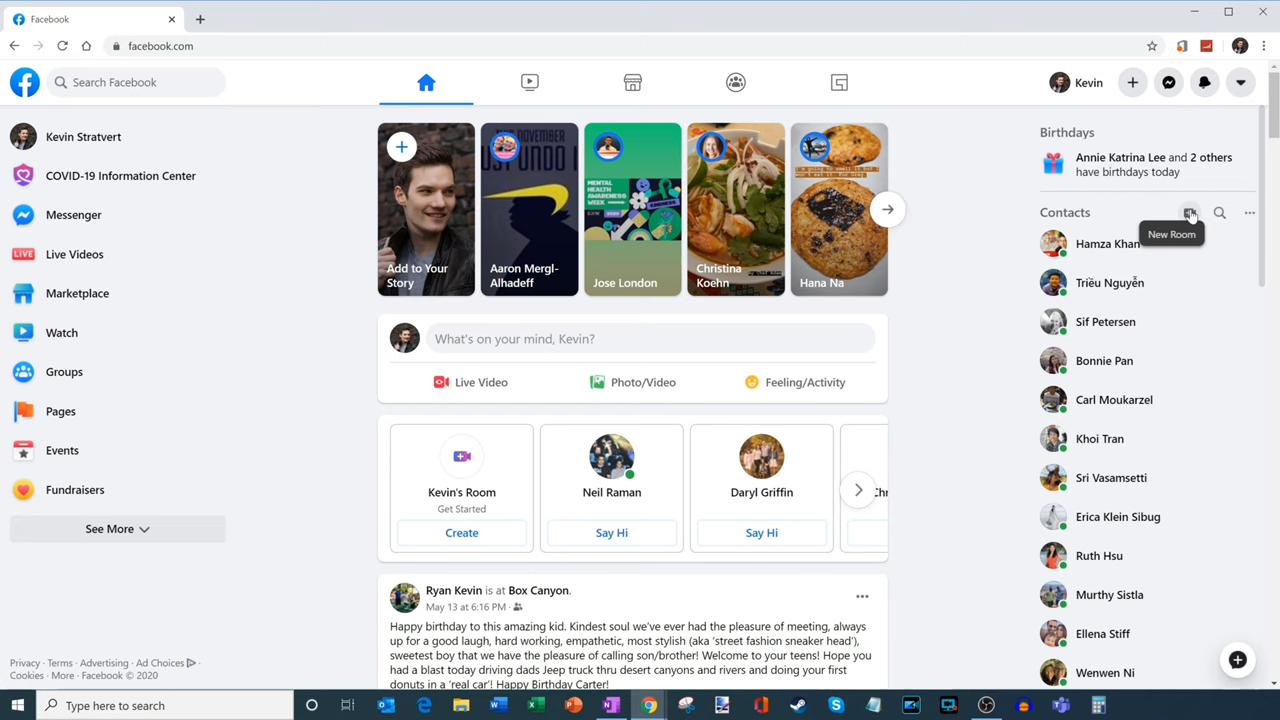 Facebook
facebook.com
Search Facebook
Kevin
Kevin Stratvert
COVID-19 Information Center
Messenger
LIVE
Live Videos
Marketplace
Watch
Groups
Pages
Events
Fundraisers
See More
Privacy · Terms · Advertising · Ad Choices ·
Cookies · More · Facebook © 2020
Add to Your
Story
Aaron Mergl-
Alhadeff
MENTAL
HEALTH
AWARENESS
WEEK
Jose London
Christina
Koehn
Hana Na
What's on your mind, Kevin?
Live Video
Photo/Video
Feeling/Activity
Kevin's Room
Get Started
Create
Neil Raman
Say Hi
Daryl Griffin
Say Hi
Ryan Kevin is at Box Canyon.
May 13 at 6:16 PM ·
Happy birthday to this amazing kid. Kindest soul we've ever had the pleasure of meeting, always
up for a good laugh, hard working, empathetic, most stylish (aka 'street fashion sneaker head'),
sweetest boy that we have the pleasure of calling son/brother! Welcome to your teens! Hope you
had a blast today driving dads Jeep truck thru desert canyons and rivers and doing your first
donuts in a 'real car'! Happy Birthday Carter!
Birthdays
Annie Katrina Lee and 2 others
have birthdays today
Contacts
New Room
Hamza Khan
Triều Nguyễn
Sif Petersen
Bonnie Pan
Carl Moukarzel
Khoi Tran
Sri Vasamsetti
Erica Klein Sibug
Ruth Hsu
Murthy Sistla
Ellena Stiff
Wenwen Ni
Type here to search